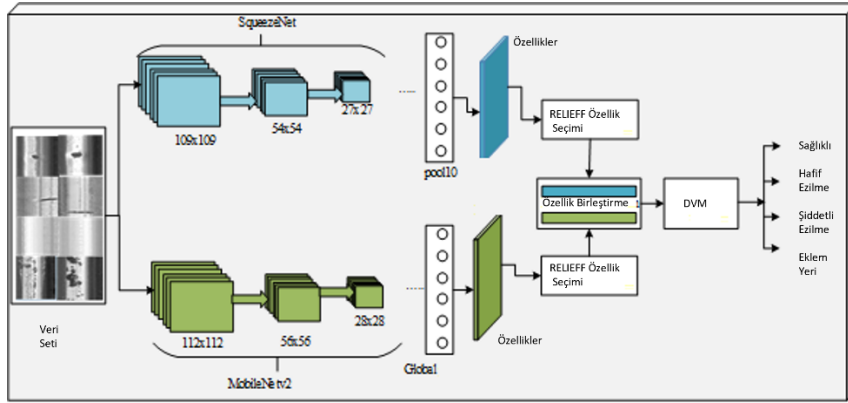 SqueezeNet
Özellikler
27x27
54x54
109x109
pool10
RELIEFF Özellik
Seçimi
Sağlıklı
Hafif
Ezilme
Özellik Birleştirme
DVM
Şiddetli
Ezilme
Eklem
Yeri
RELIEFF Özellik
Seçimi
Veri
Seti
28x28
56x56
112x112
Özellikler
Global
MobileNetv2